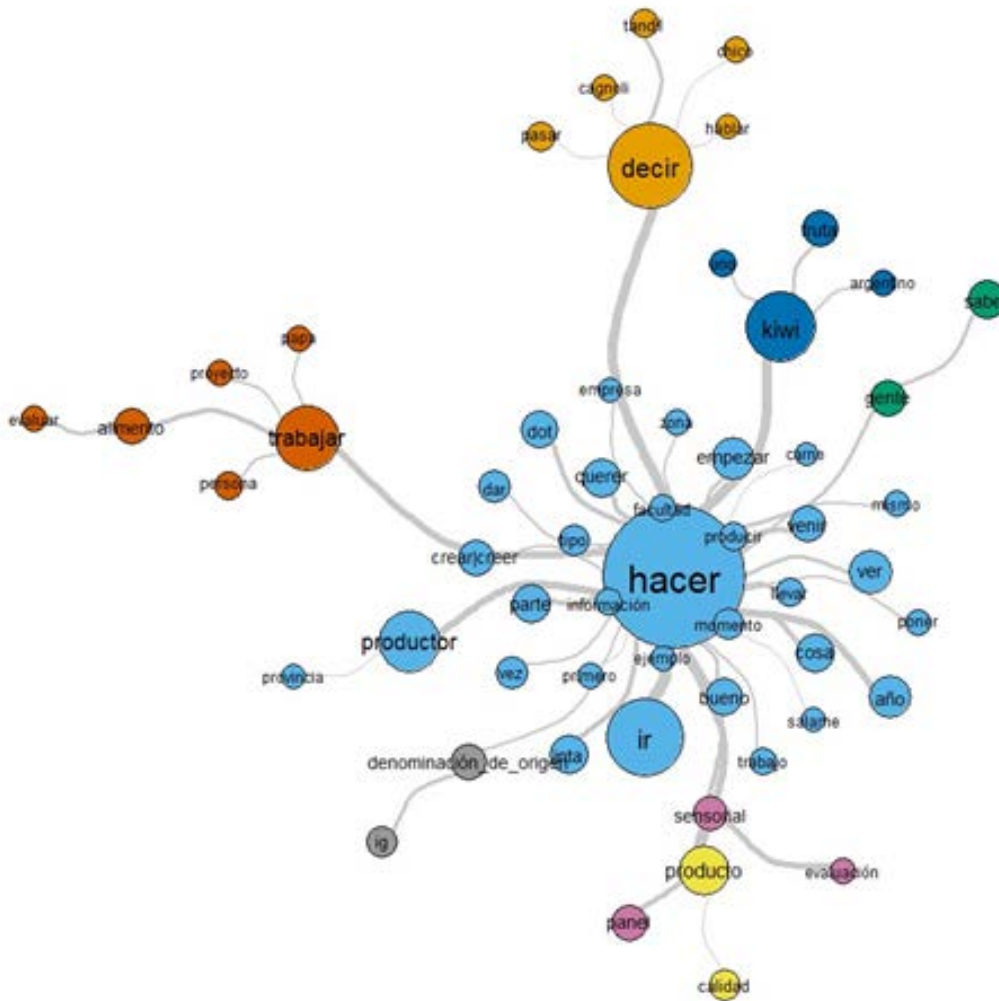 tandil
chico
cagnoli
hablar
pasar
decir
fruta
argentino
kiwi
papa
proyecto
empresa
gente
evaluar
alimento
zona
trabajar
dot
empezar
carne
querer
persona
dar
facultad
mismo
producir
venir
tipo
crear|creer
ver
hacer
llevar
información
parte
poner
momento
productor
cosa
ejemplo
provincia
vez
primero
bueno
año
salame
ir
denominación_de_origen
inta
trabajo
sensorial
ig
producto
evaluación
panel
calidad